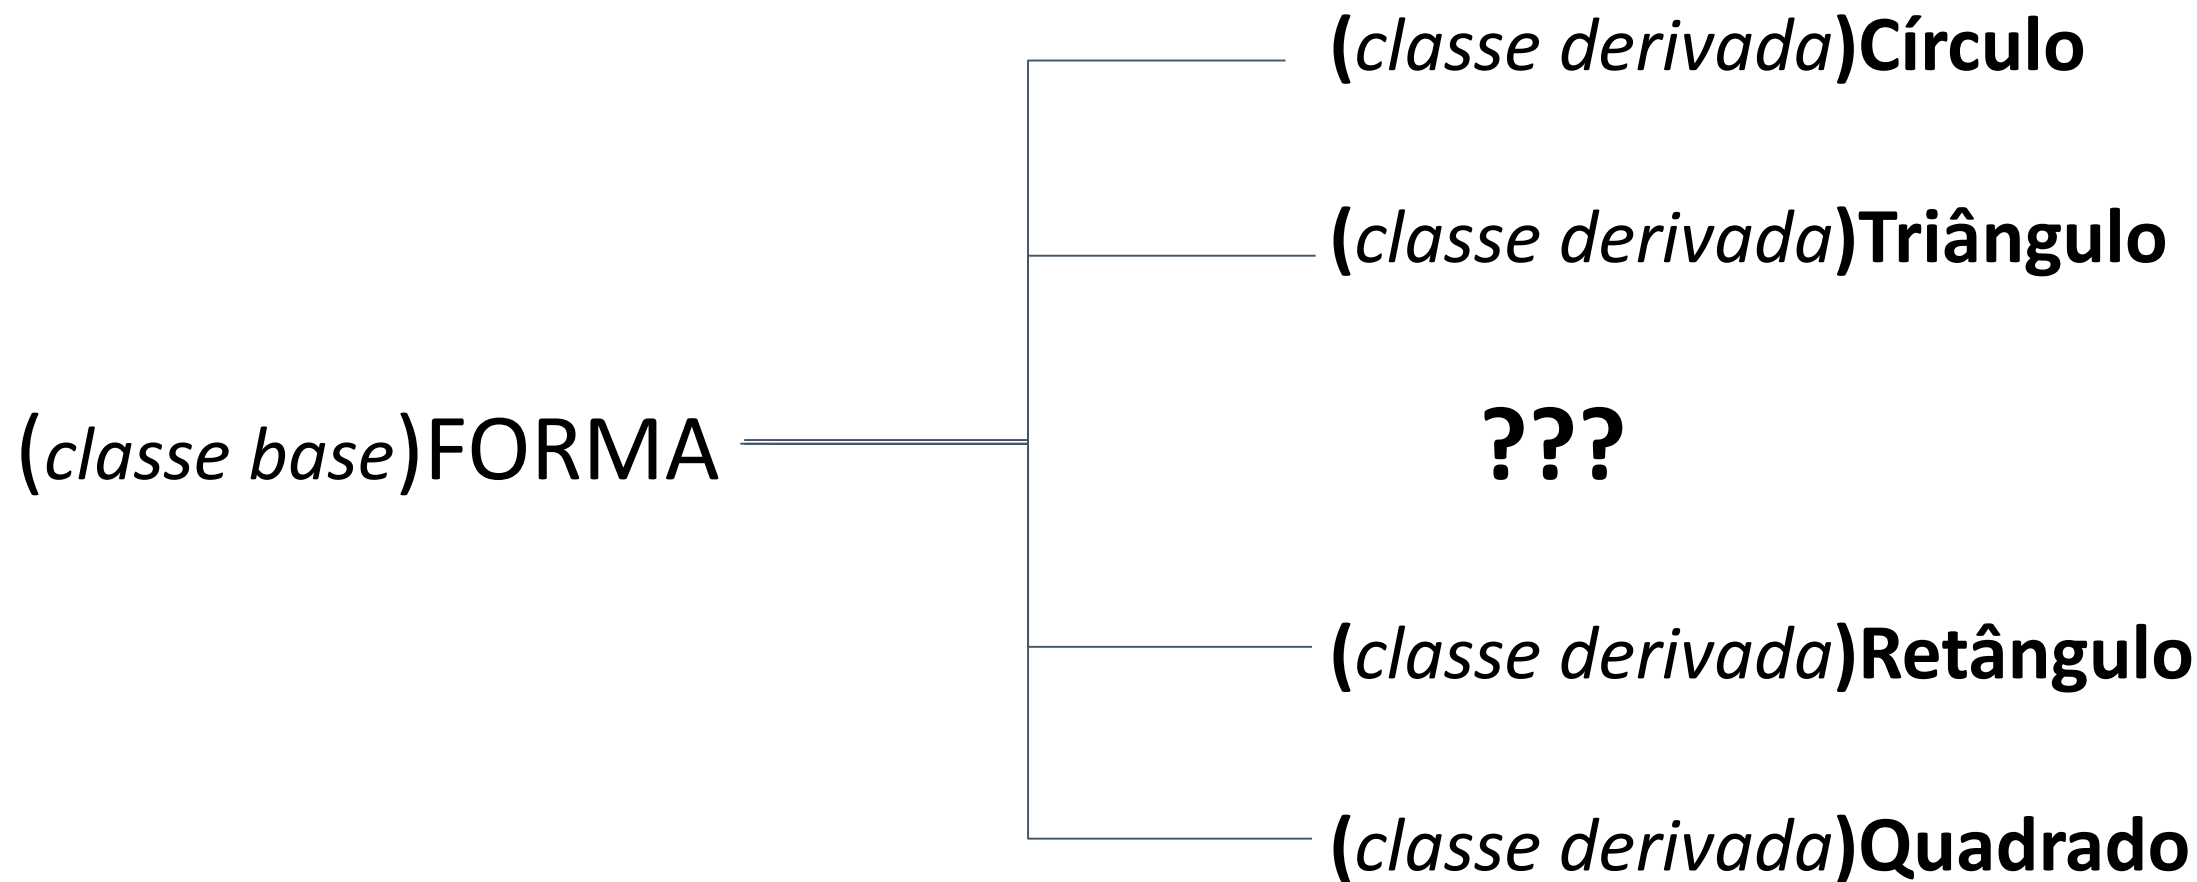 (classe derivada)Círculo
(classe derivada)Triângulo
(classe base)FORMA
???
(classe derivada)Retângulo
(classe derivada)Quadrado